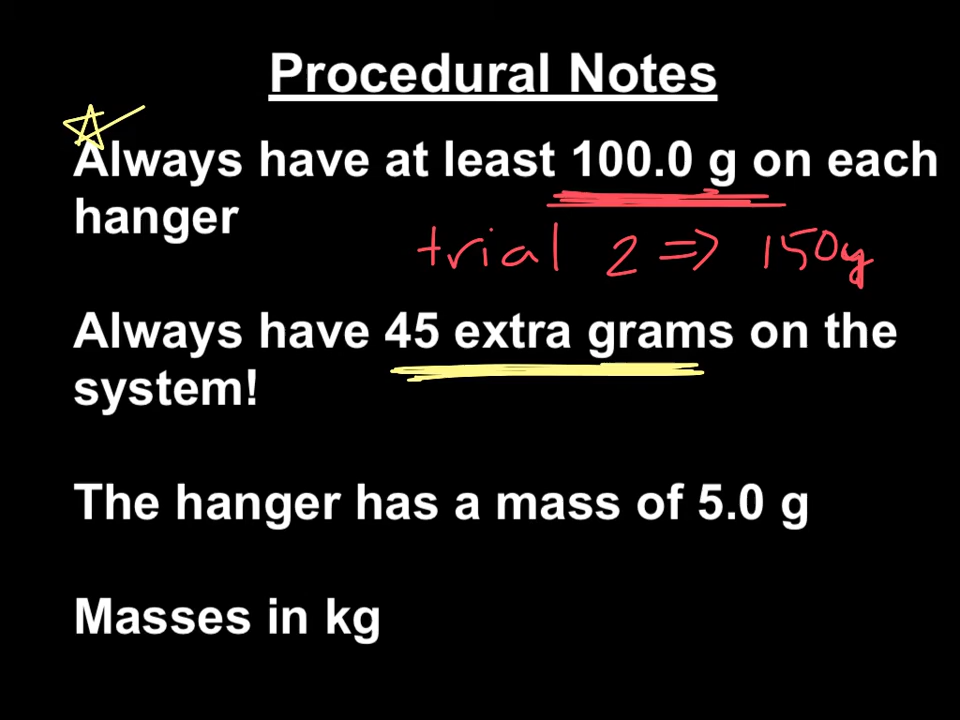 Procedural Notes
Always have at least 100.0 g on each
hanger
trial 2 => 150g
Always have 45 extra grams on the
system!
The hanger has a mass of 5.0 g
Masses in kg